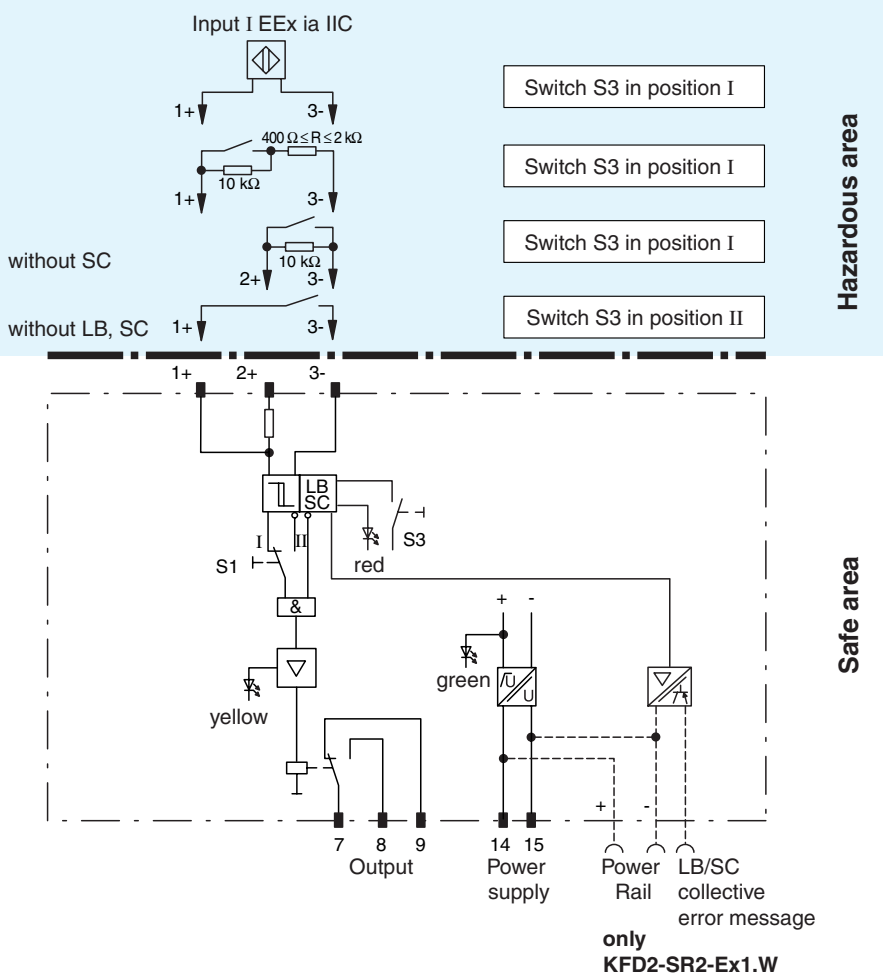 Input I EEx ia IIC
1+ 3-
Switch S3 in position I
400 Ω ≤ R ≤ 2 kΩ
10 kΩ
1+ 3-
Switch S3 in position I
without SC
10 kΩ
2+ 3-
Switch S3 in position I
without LB, SC
1+ 3-
Switch S3 in position II
Hazardous area
1+ 2+ 3-
LB
SC
I II
S1
red
S3
&
yellow
+ -
green
U
U
Safe area
+ -
7 8 9
Output
14 15
Power
supply
Power
Rail
LB/SC
collective
error message
only
KFD2-SR2-Ex1.W